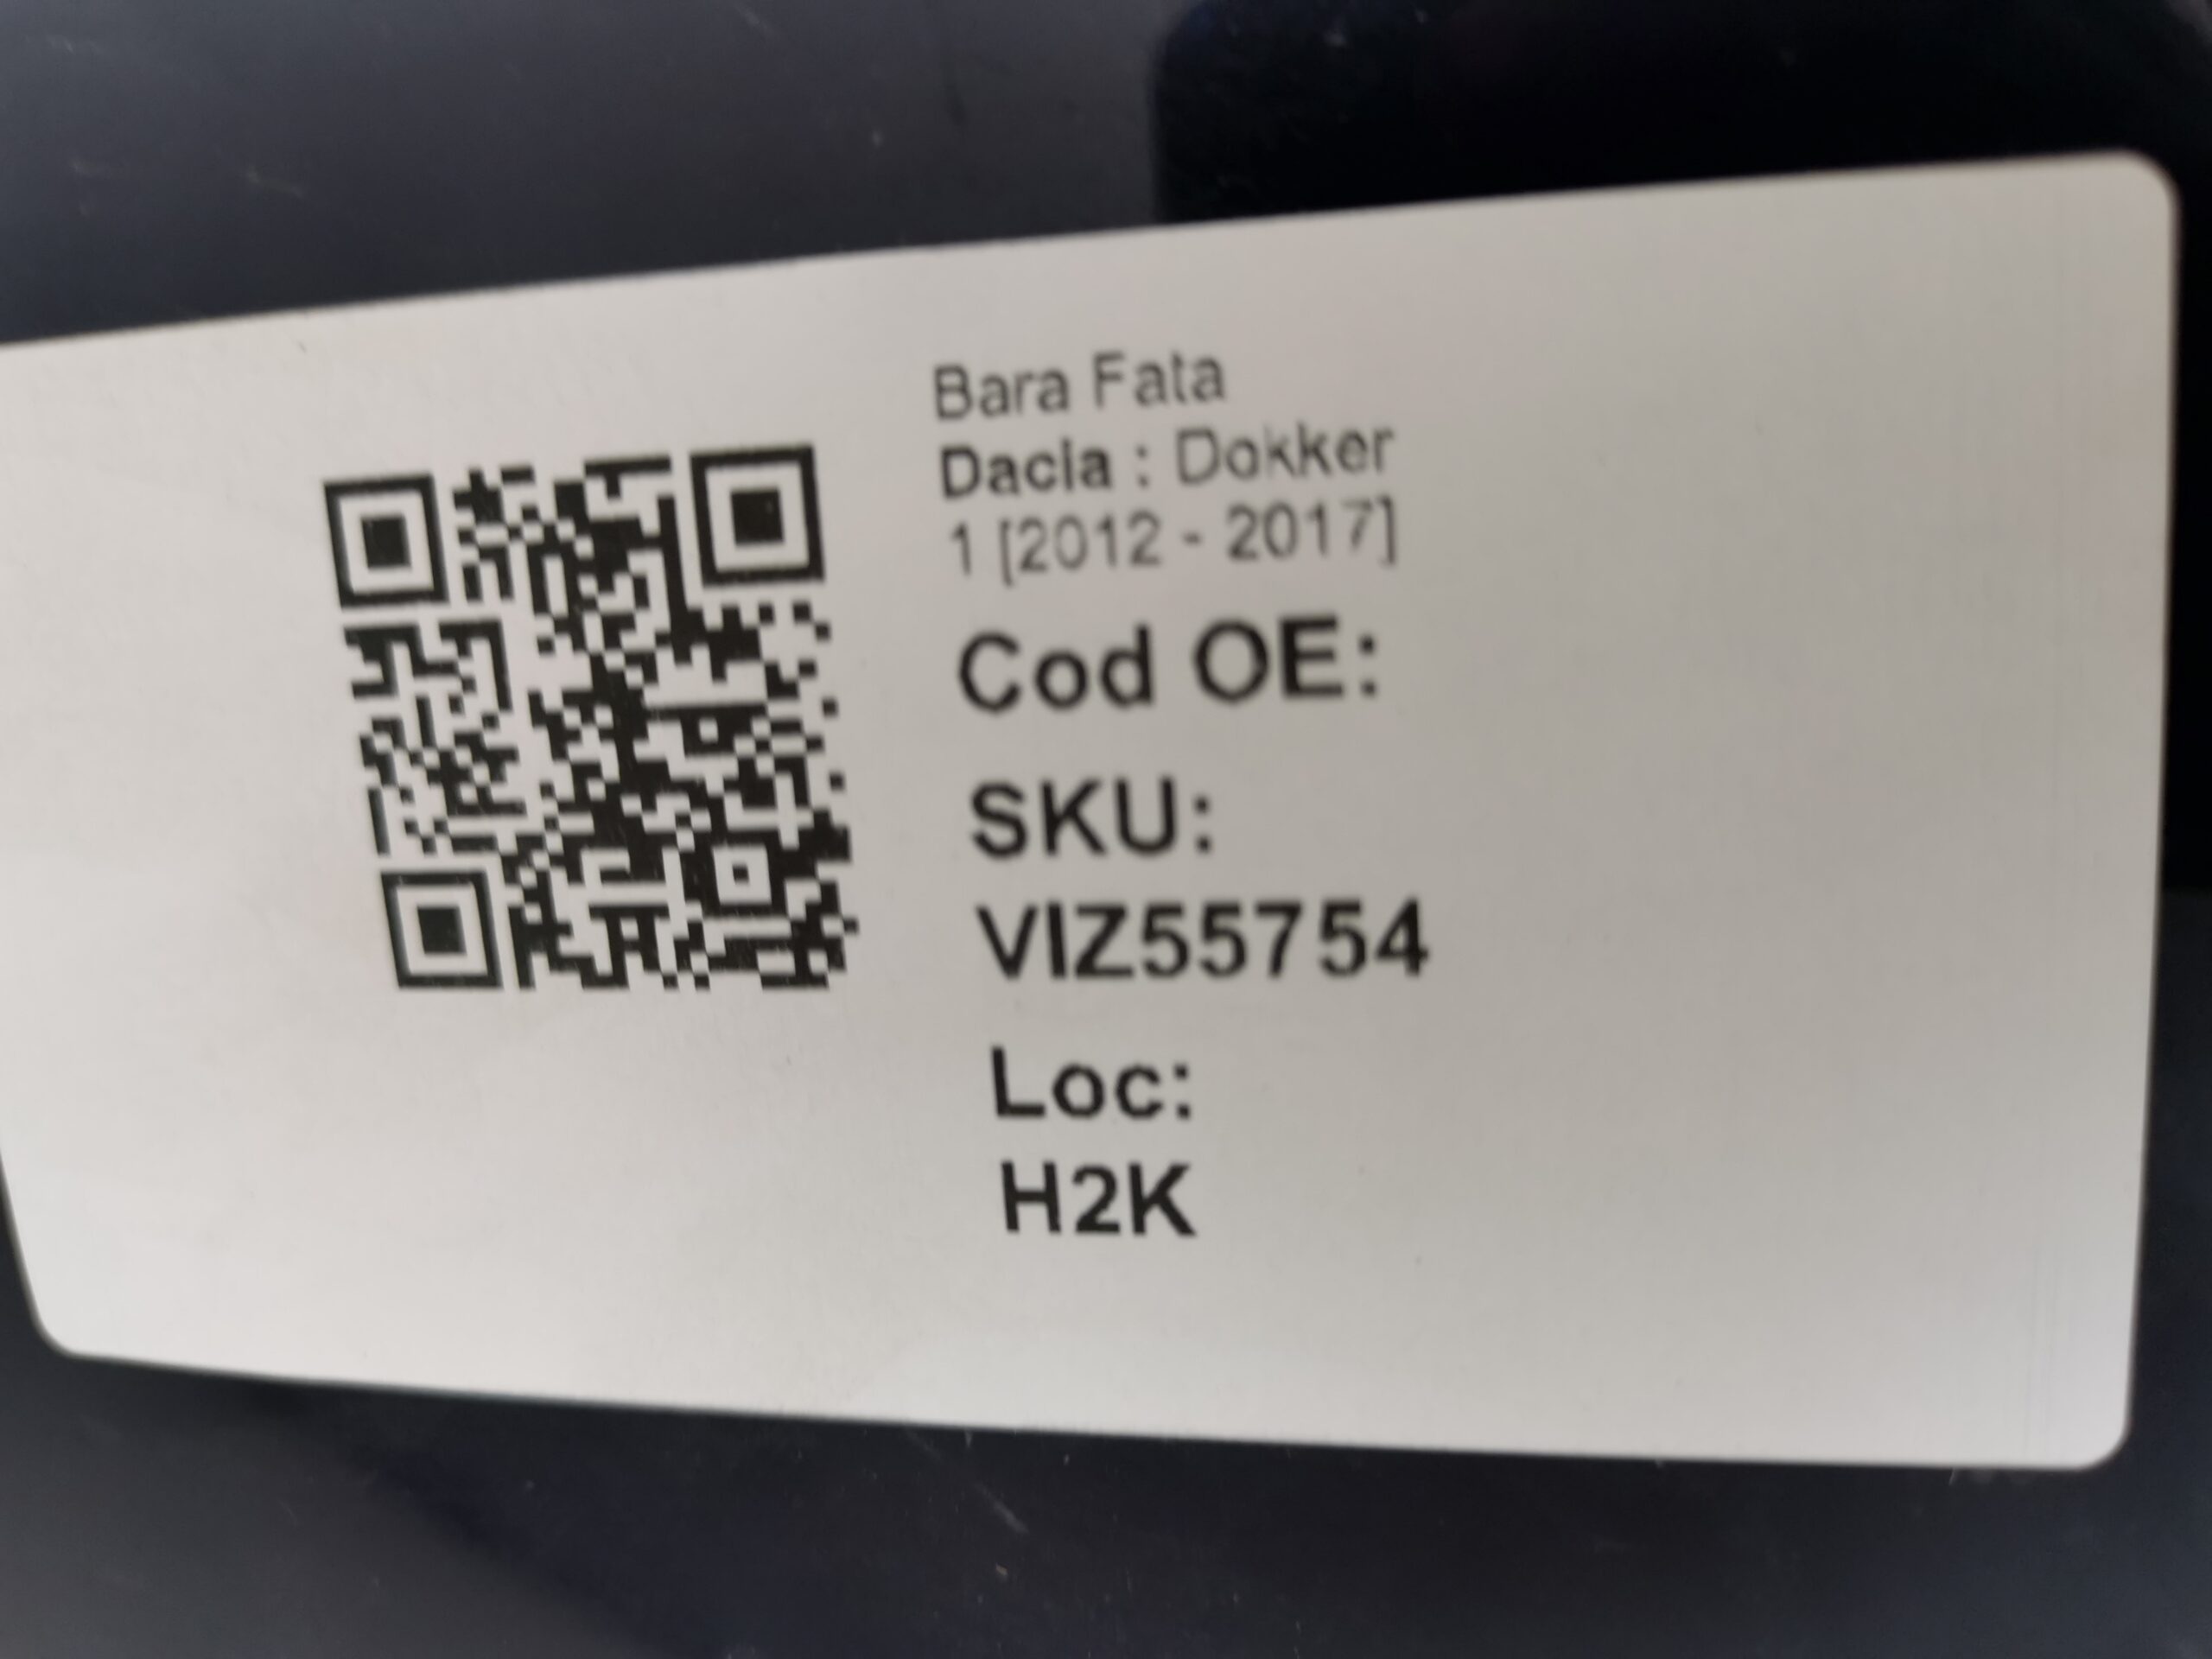 Bara Fata
Dacia : Dokker
1 [2012 - 2017]
Cod OE:
SKU:
VIZ55754
Loc:
H2K